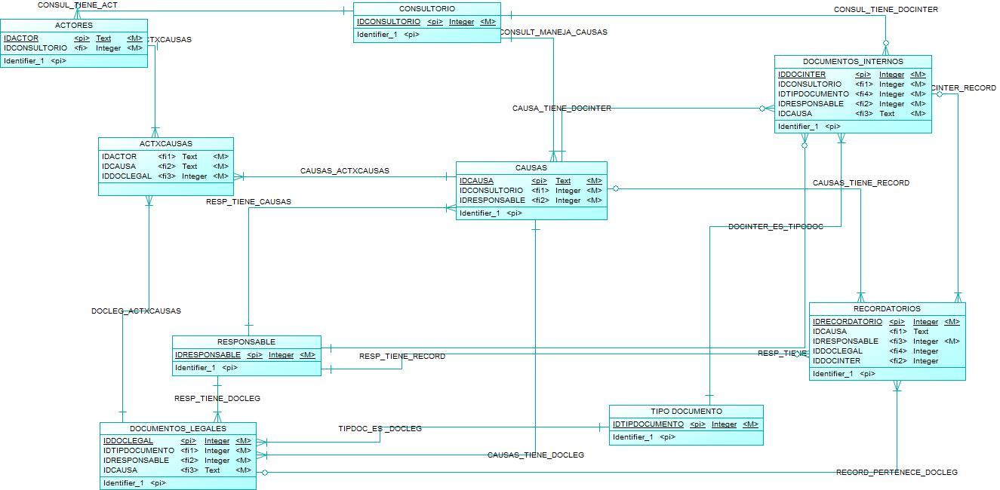 CONSUL_TIENE_ACT
CONSULTORIO
IDCONSULTORIO <pi> Integer <M>
Identifier_1 <pi>
CONSUL_TIENE_DOCINTER
ACTORES
IDACTOR <pi> Text <M>
IDCONSULTORIO <fi> Integer <M>
Identifier_1 <pi>
CTXCAUSAS
CONSULT_MANEJA_CAUSAS
DOCUMENTOS_INTERNOS
IDDOCINTER <pi> Integer <M>
IDCONSULTORIO <fi1> Integer <M>
IDTIPDOCUMENTO <fi4> Integer <M>
IDRESPONSABLE <fi2> Integer <M>
IDCAUSA <fi3> Text <M>
Identifier_1 <pi>
CINTER_RECORD
CAUSA_TIENE_DOCINTER
ACTXCAUSAS
IDACTOR <fi1> Text <M>
IDCAUSA <fi2> Text <M>
IDDOCLEGAL <fi3> Integer <M>
CAUSAS_ACTXCAUSAS
CAUSAS
IDCAUSA <pi> Text <M>
IDCONSULTORIO <fi1> Integer <M>
IDRESPONSABLE <fi2> Integer <M>
Identifier_1 <pi>
CAUSAS_TIENE_RECORD
RESP_TIENE_CAUSAS
DOCINTER_ES_TIPODOC
DOCLEG_ACTXCAUSAS
RECORDATORIOS
IDRECORDATORIO <pi> Integer <M>
IDCAUSA <fi1> Text
IDRESPONSABLE <fi3> Integer <M>
IDDOCLEGAL <fi4> Integer
IDDOCINTER <fi2> Integer
Identifier_1 <pi>
RESPONSABLE
IDRESPONSABLE <pi> Integer <M>
Identifier_1 <pi>
RESP_TIENE_RECORD
RESP_TIENE
RESP_TIENE_DOCLEG
TIPO DOCUMENTO
IDTIPDOCUMENTO <pi> Integer <M>
Identifier_1 <pi>
DOCUMENTOS_LEGALES
IDDOCLEGAL <pi> Integer <M>
IDTIPDOCUMENTO <fi1> Integer <M>
IDRESPONSABLE <fi2> Integer <M>
IDCAUSA <fi3> Text <M>
Identifier_1 <pi>
TIPDOC_ES_DOCLEG
CAUSAS_TIENE_DOCLEG
RECORD_PERTENECE_DOCLEG